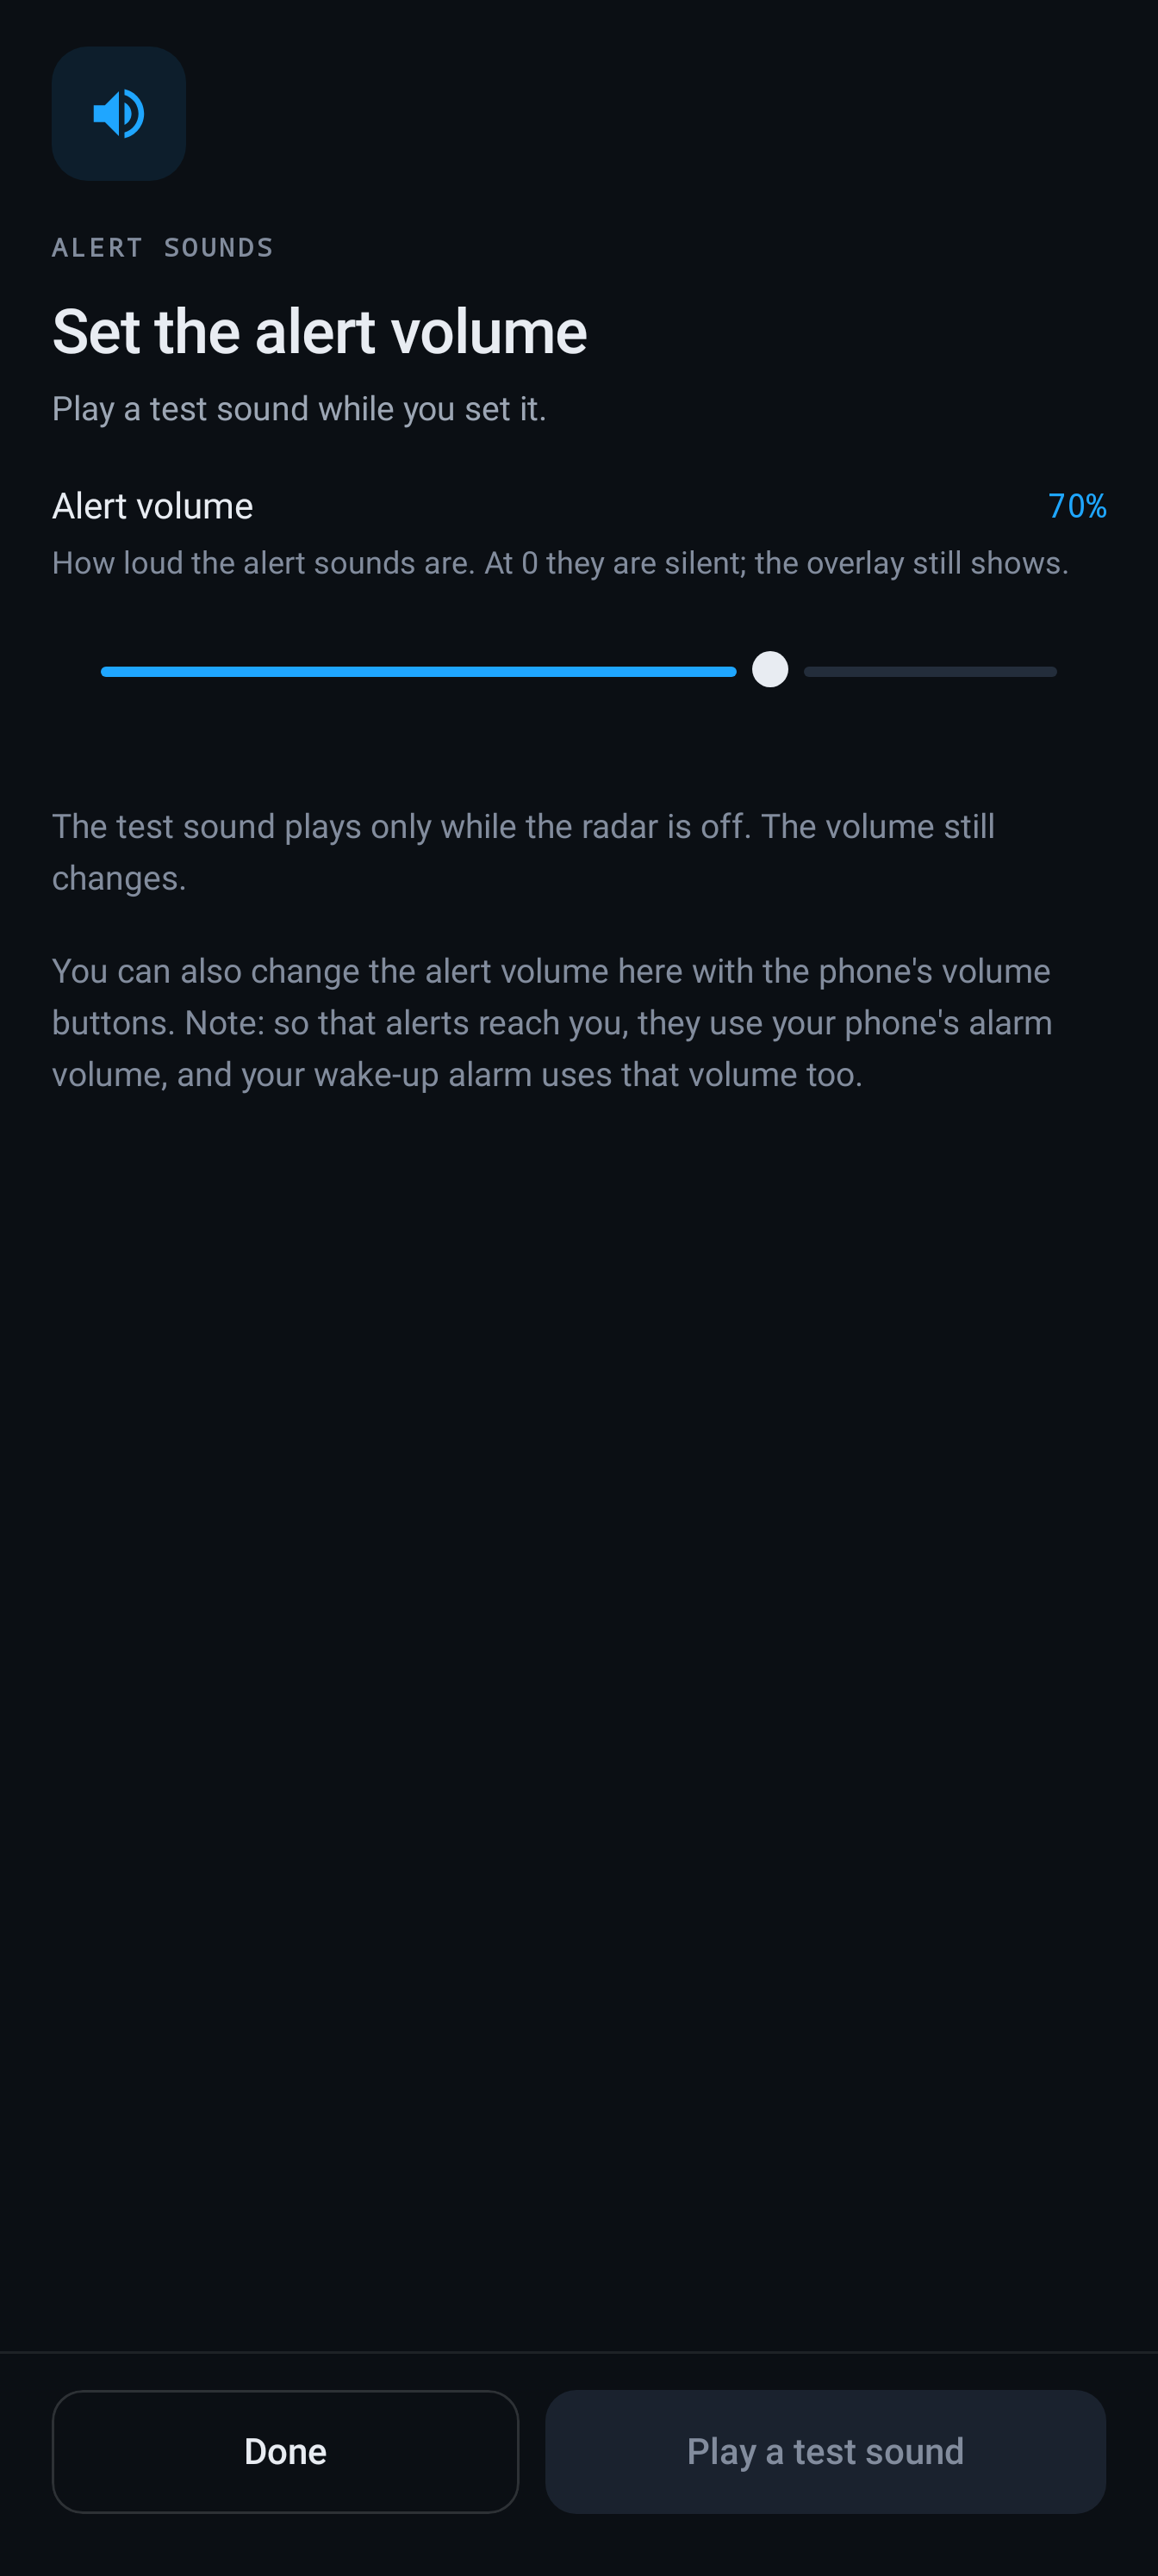 ALERT SOUNDS
Set the alert volume
Play a test sound while you set it.
Alert volume 70%
How loud the alert sounds are. At 0 they are silent; the overlay still shows.
The test sound plays only while the radar is off. The volume still
changes.
You can also change the alert volume here with the phone's volume
buttons. Note: so that alerts reach you, they use your phone's alarm
volume, and your wake-up alarm uses that volume too.
Done Play a test sound